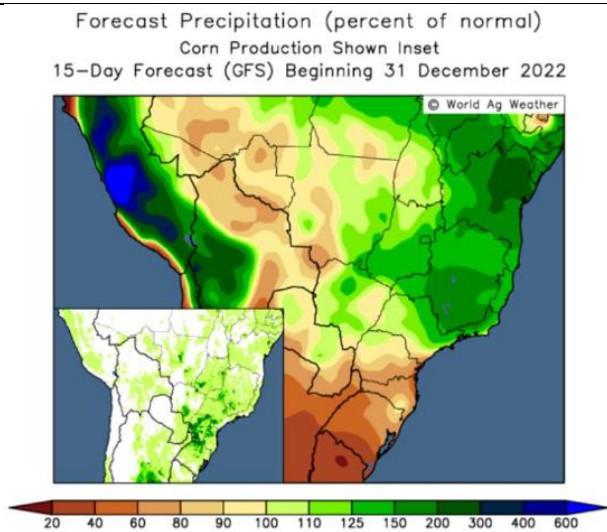 Forecast Precipitation (percent of normal)
Corn Production Shown Inset
15-Day Forecast (GFS) Beginning 31 December 2022
© World Ag Weather
20 40 60 80 90 100 110 125 150 200 300 400 600